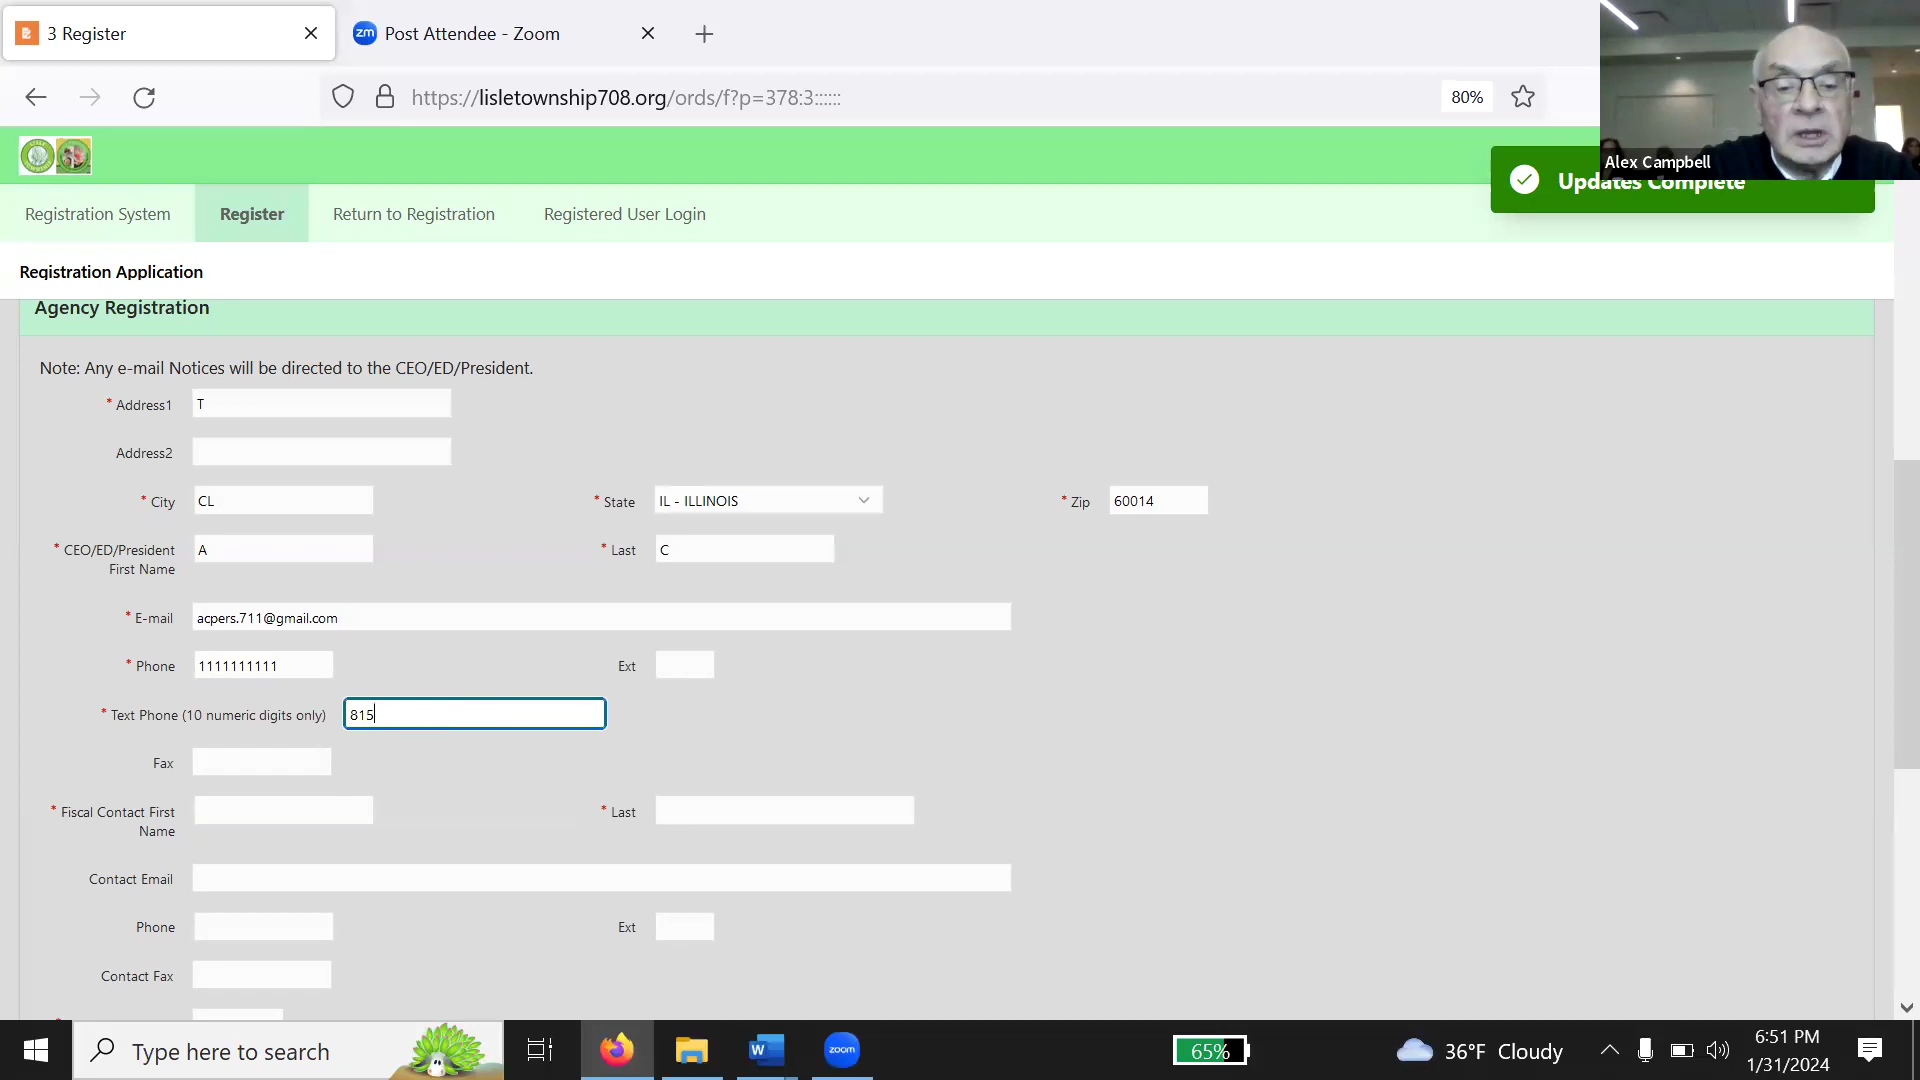 3 Register
Post Attendee - Zoom
https://lisletownship708.org/ords/f?p=378:3::::::
80%
Alex Campbell
Updates Complete
Registration System
Register
Return to Registration
Registered User Login
Registration Application
Agency Registration
Note: Any e-mail Notices will be directed to the CEO/ED/President.
* Address1 T
Address2
* City CL * State IL - ILLINOIS * Zip 60014
* CEO/ED/President First Name A * Last C
* E-mail acpers.711@gmail.com
* Phone 1111111111 Ext
* Text Phone (10 numeric digits only) 815
Fax
* Fiscal Contact First Name * Last
Contact Email
Phone Ext
Contact Fax
Type here to search
W
zoom
65%
36°F Cloudy
6:51 PM
1/31/2024